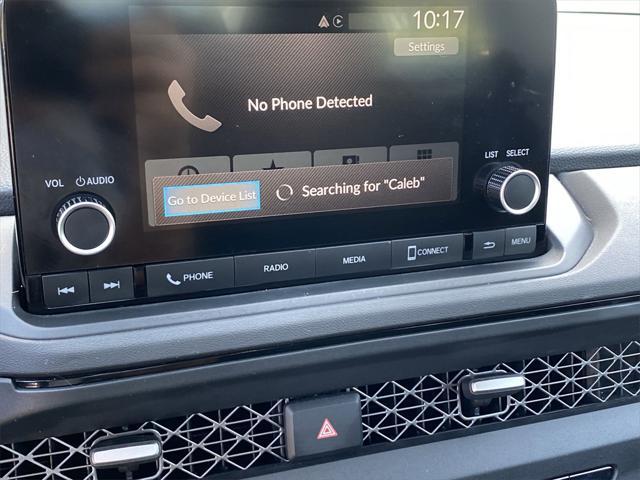 10:17
Settings
No Phone Detected
Go to Device List
Searching for "Caleb"
VOL AUDIO
LIST SELECT
PHONE
RADIO
MEDIA
CONNECT
MENU